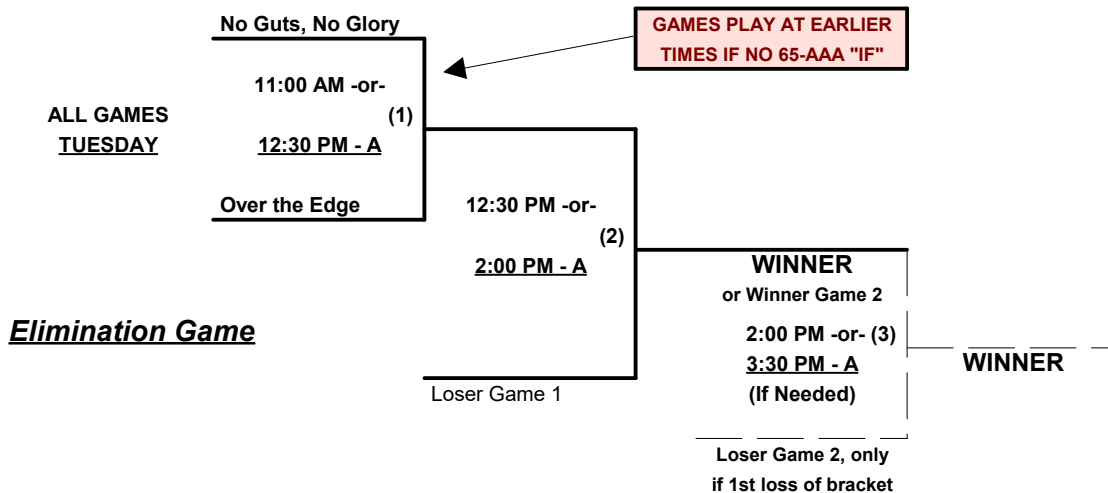 No Guts, No Glory
GAMES PLAY AT EARLIER
TIMES IF NO 65-AAA "IF"
11:00 AM -or-
ALL GAMES
(1)
TUESDAY
12:30 PM - A
Over the Edge
12:30 PM -or-
(2)
2:00 PM - A
WINNER
or Winner Game 2
Elimination Game
2:00 PM -or- (3)
3:30 PM - A
WINNER
(If Needed)
Loser Game 1
Loser Game 2, only
if 1st loss of bracket